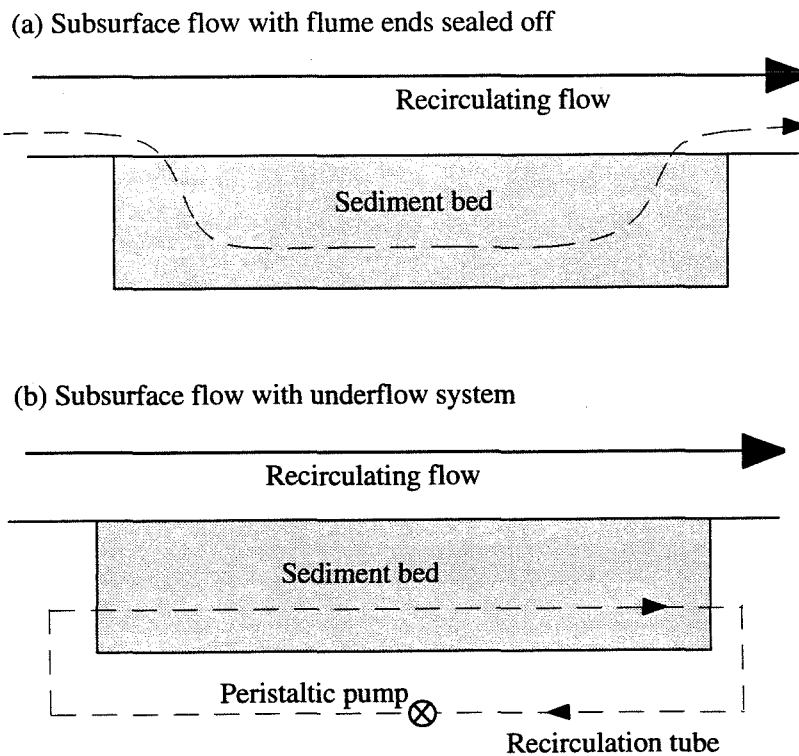 (a) Subsurface flow with flume ends sealed off
Recirculating flow
Sediment bed
(b) Subsurface flow with underflow system
Recirculating flow
Sediment bed
Peristaltic pump
Recirculation tube